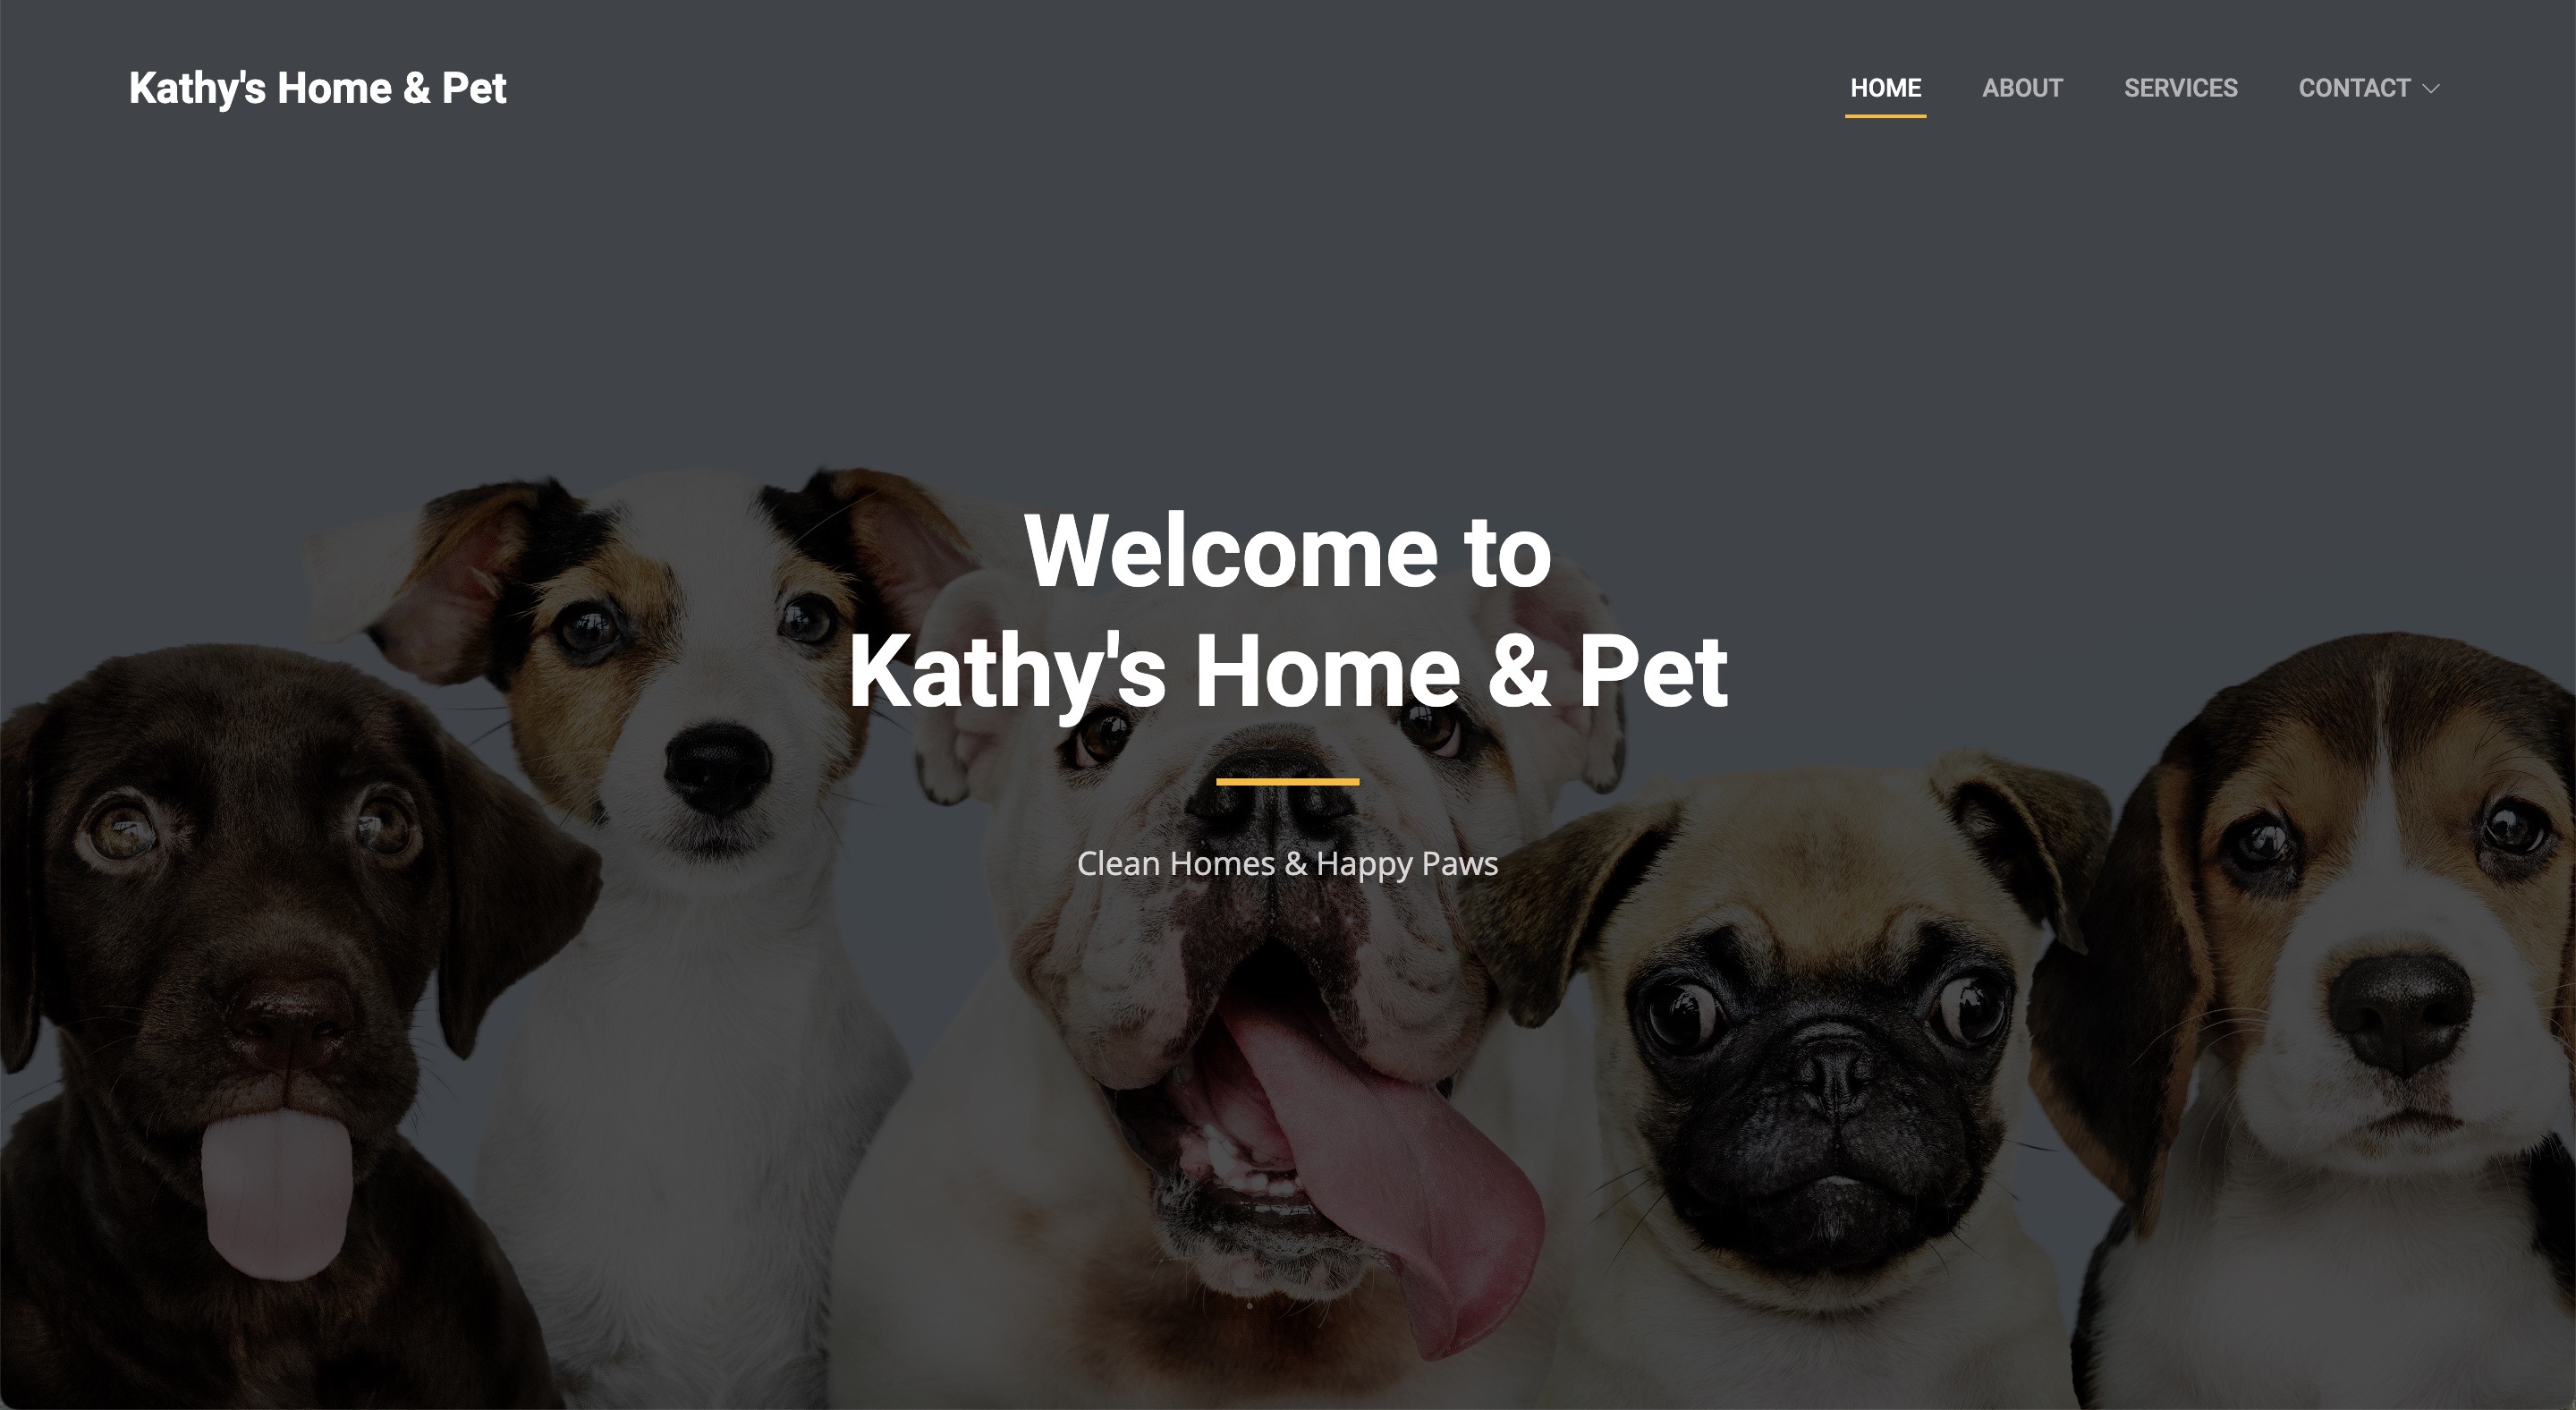 Kathy's Home & Pet
HOME ABOUT SERVICES CONTACT
Welcome to
Kathy's Home & Pet
Clean Homes & Happy Paws